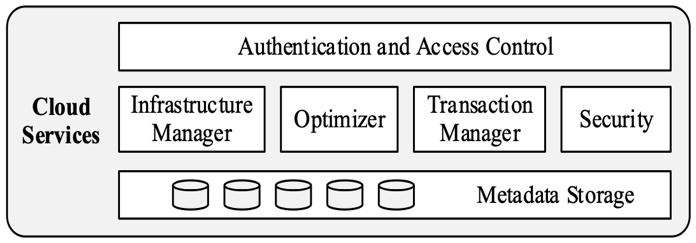 Authentication and Access Control
Cloud
Services
Infrastructure
Manager
Optimizer
Transaction
Manager
Security
Metadata Storage